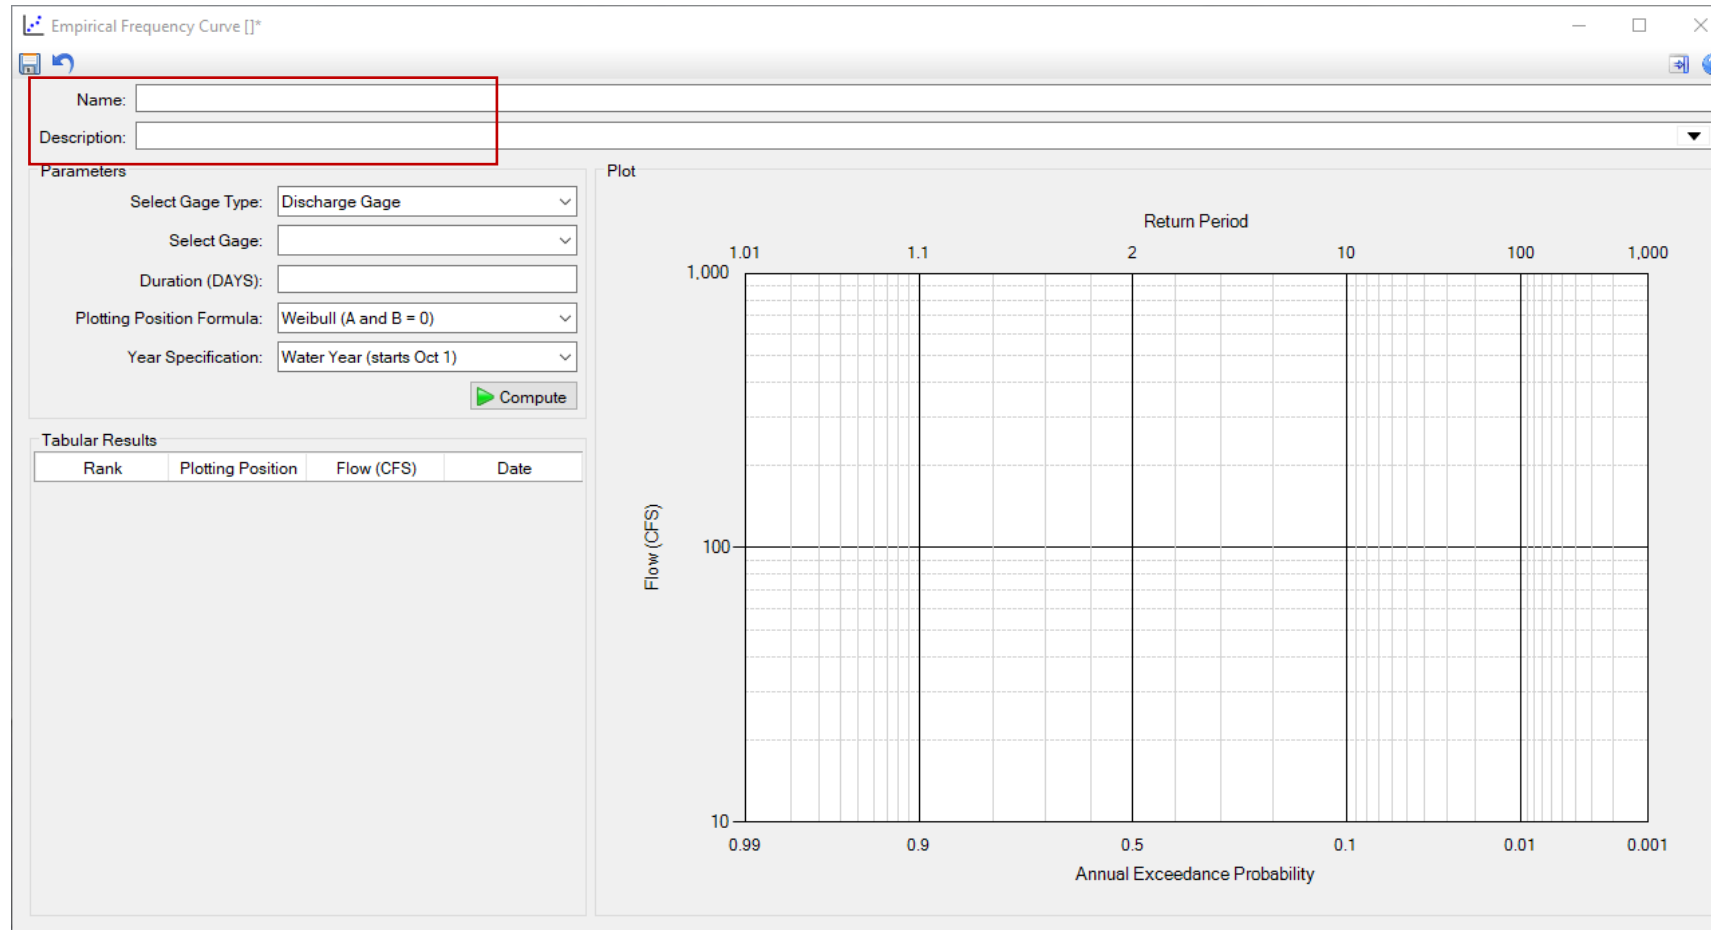 Empirical Frequency Curve []*
Name:
Description:
Parameters
Select Gage Type: Discharge Gage
Select Gage:
Duration (DAYS):
Plotting Position Formula: Weibull (A and B = 0)
Year Specification: Water Year (starts Oct 1)
Compute
Tabular Results
Rank Plotting Position Flow (CFS) Date
Plot
Return Period
1.01 1.1 2 10 100 1,000
1,000
100
10
Flow (CFS)
0.99 0.9 0.5 0.1 0.01 0.001
Annual Exceedance Probability